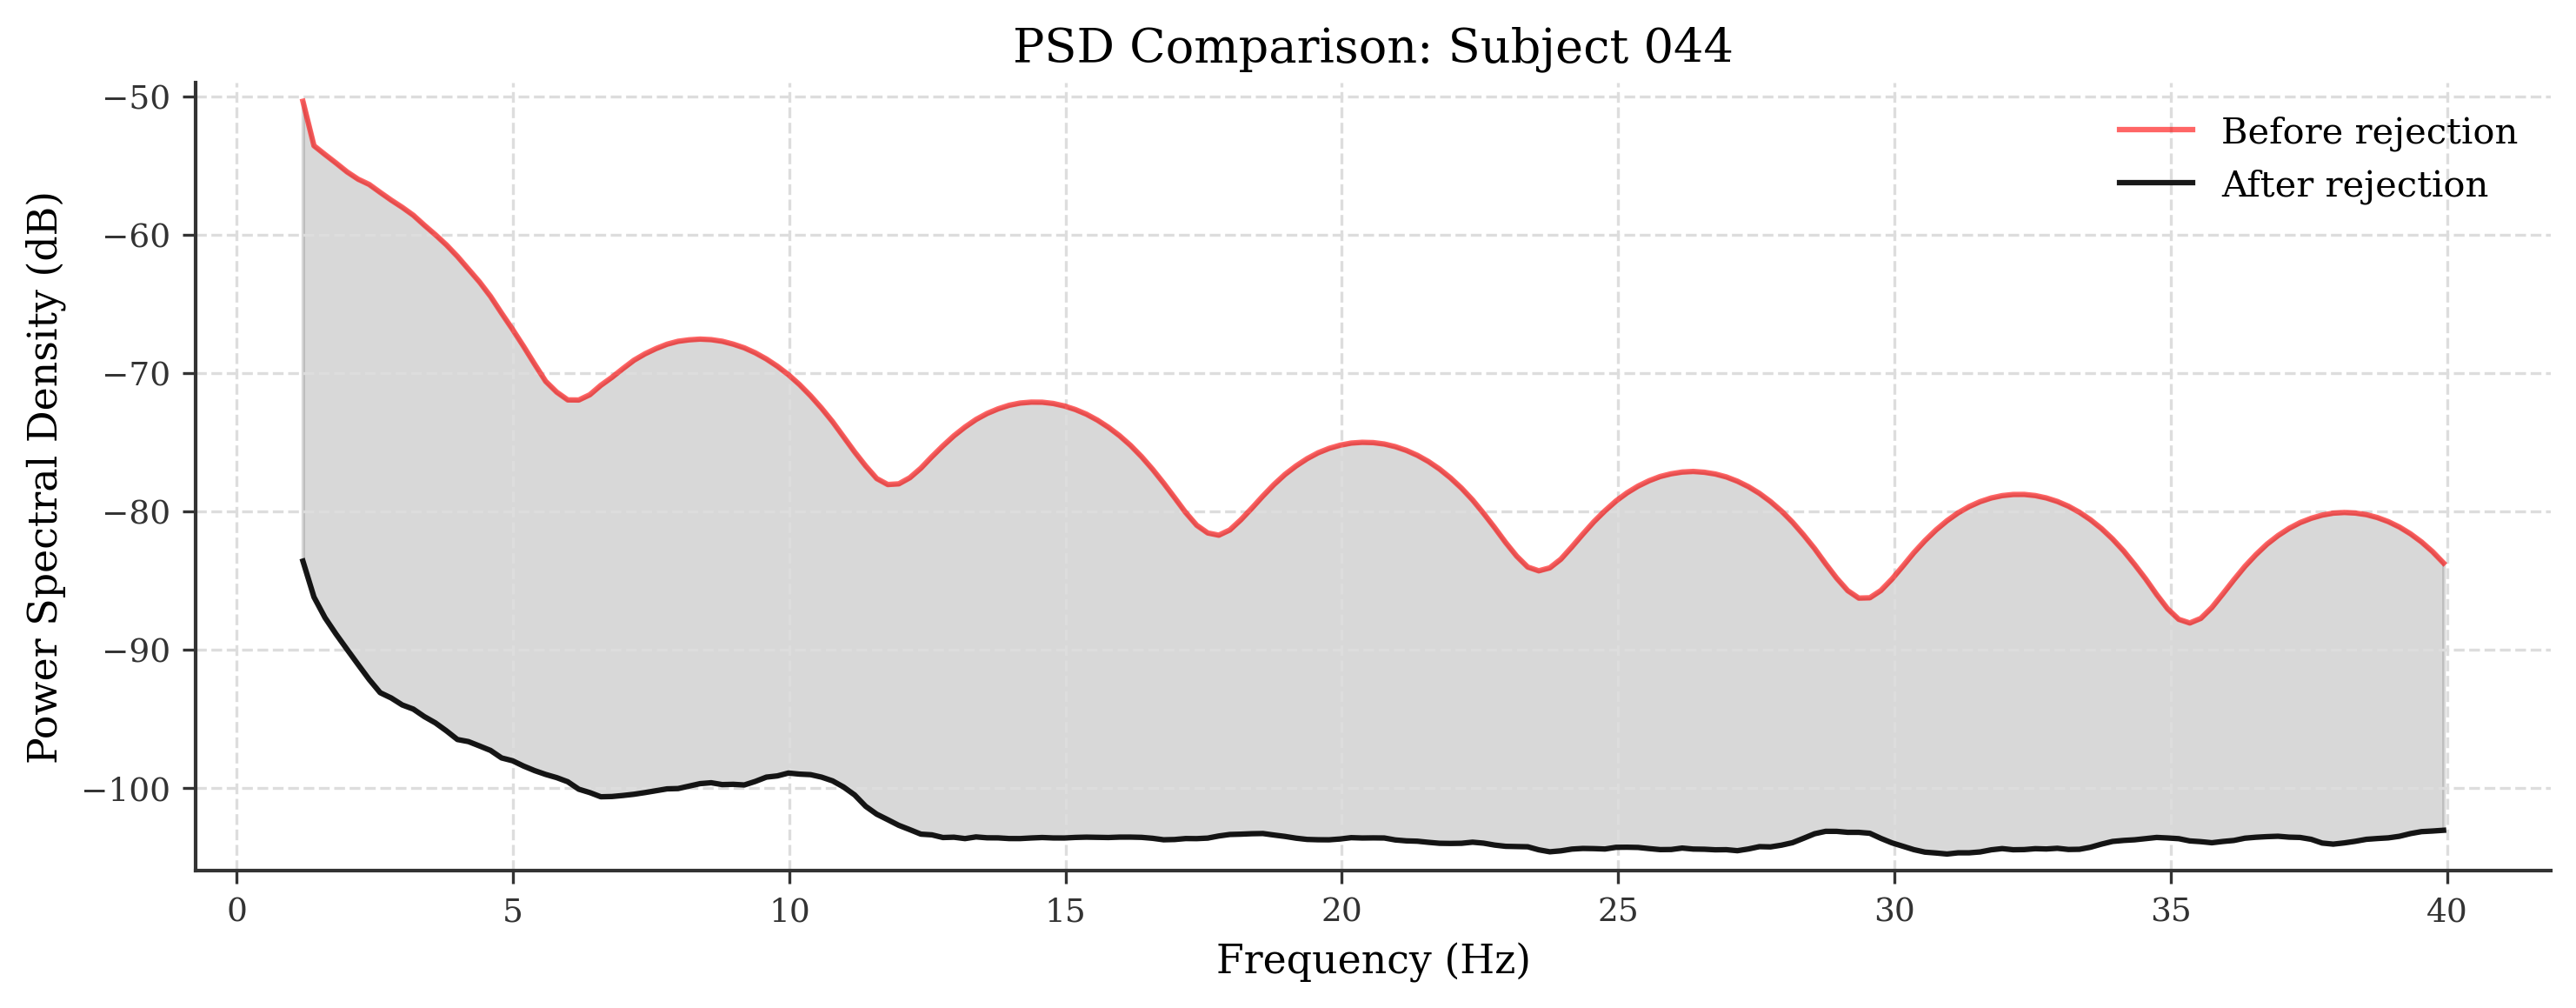 PSD Comparison: Subject 044
Before rejection
After rejection
Power Spectral Density (dB)
−50
−60
−70
−80
−90
−100
0 5 10 15 20 25 30 35 40
Frequency (Hz)